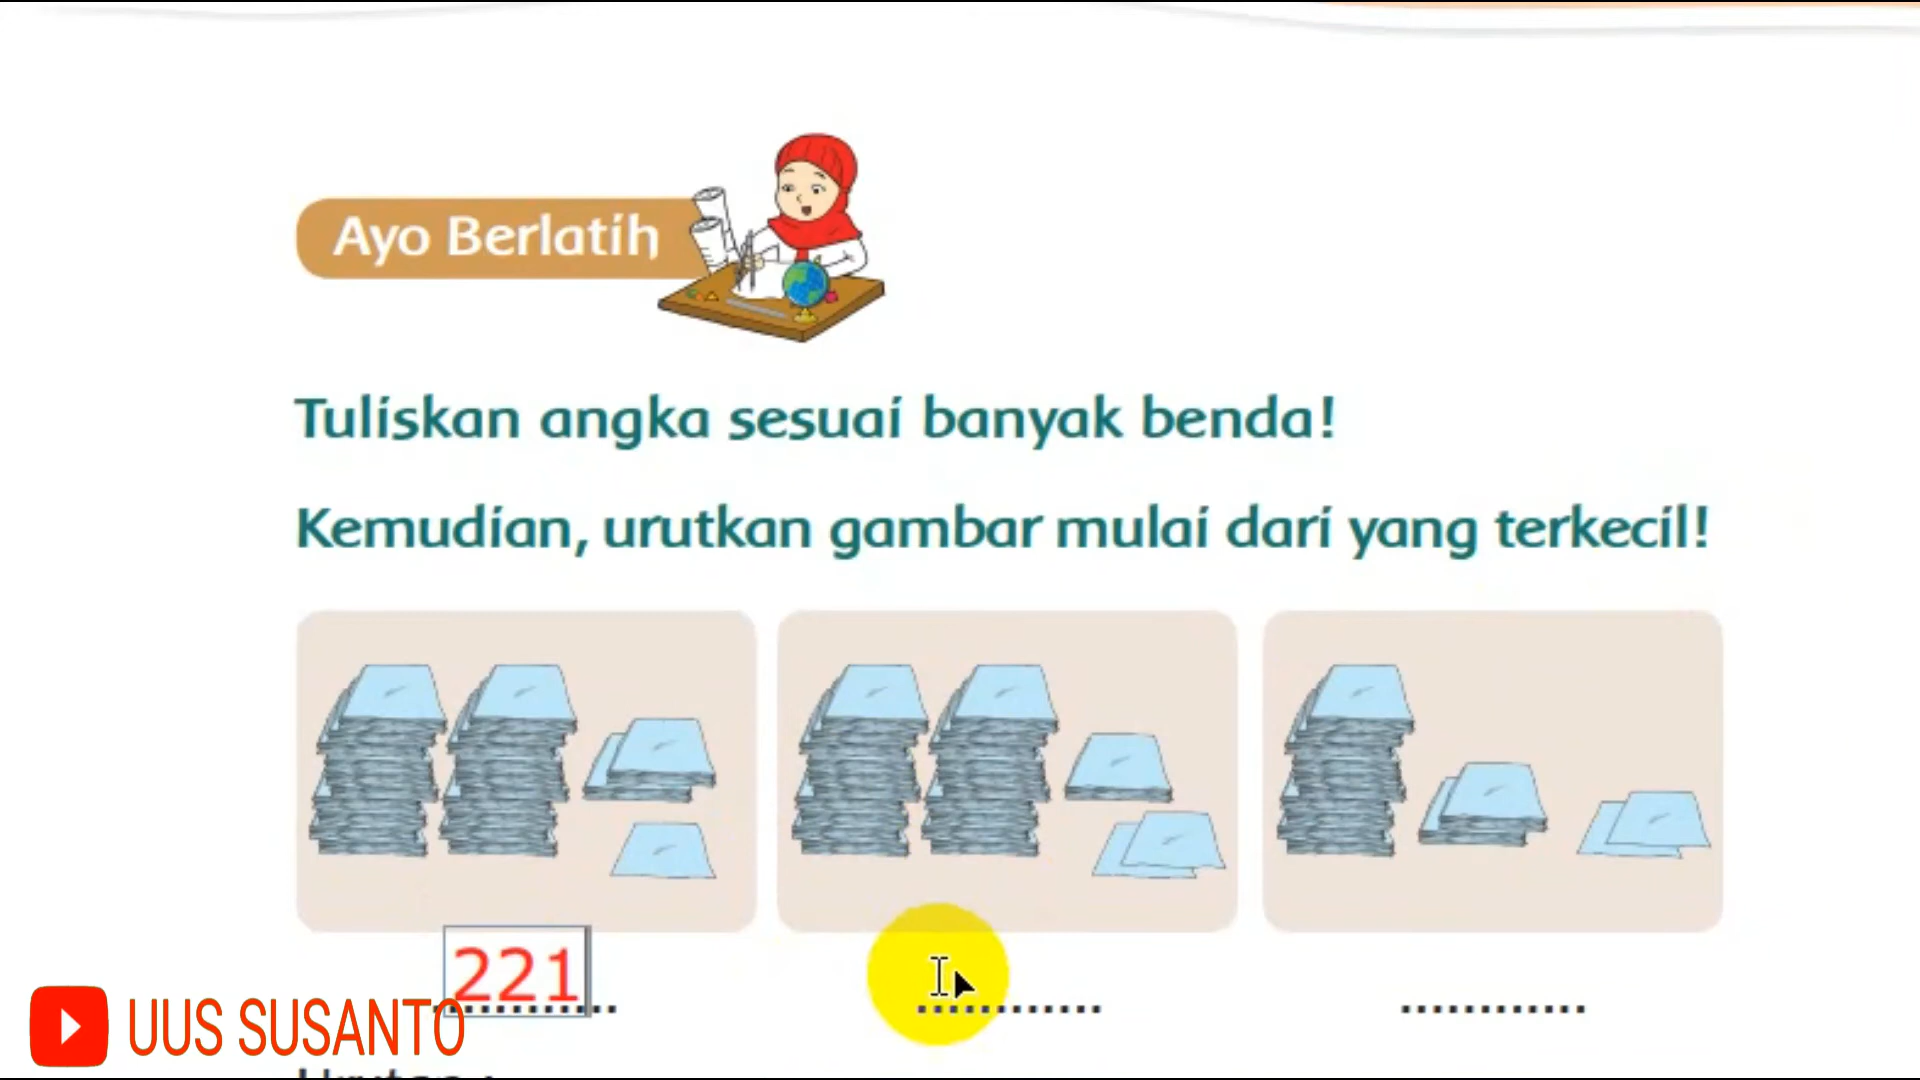 Ayo Berlatih
Tuliskan angka sesuai banyak benda!
Kemudian, urutkan gambar mulai dari yang terkecil!
221
............
............
UUS SUSANTO